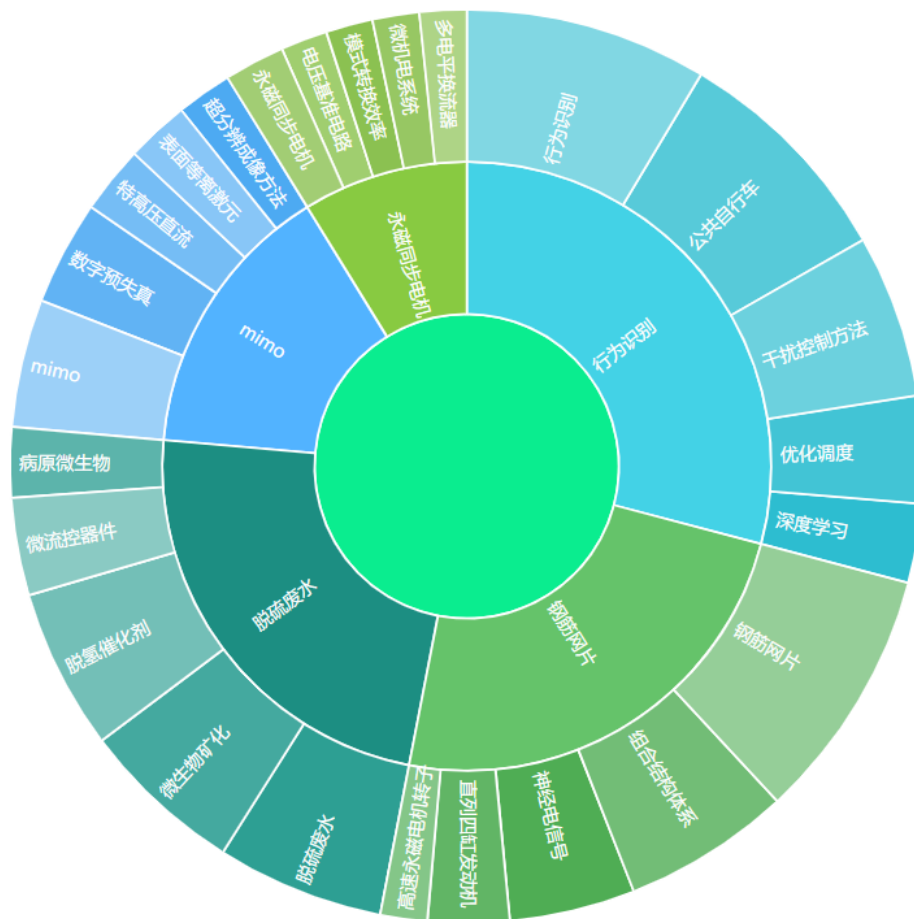 行为识别
公共自行车
干扰控制方法
优化调度
深度学习
钢筋网片
组合结构体系
神经电信号
直列四缸发动机
高速永磁电机转子
脱硫废水
微生物矿化
脱氢催化剂
微流控器件
病原微生物
mimo
数字预失真
特高压直流
表面等离激元
超分辨成像方法
永磁同步电机
电压基准电路
模式转换效率
微机电系统
多电平换流器
行为识别
钢筋网片
脱硫废水
mimo
永磁同步电机